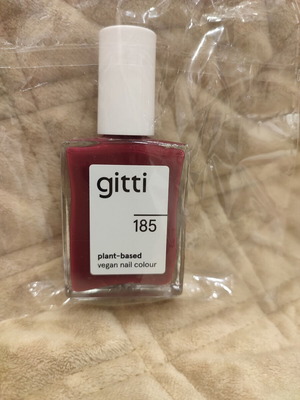 gitti
185
plant-based
vegan nail colour